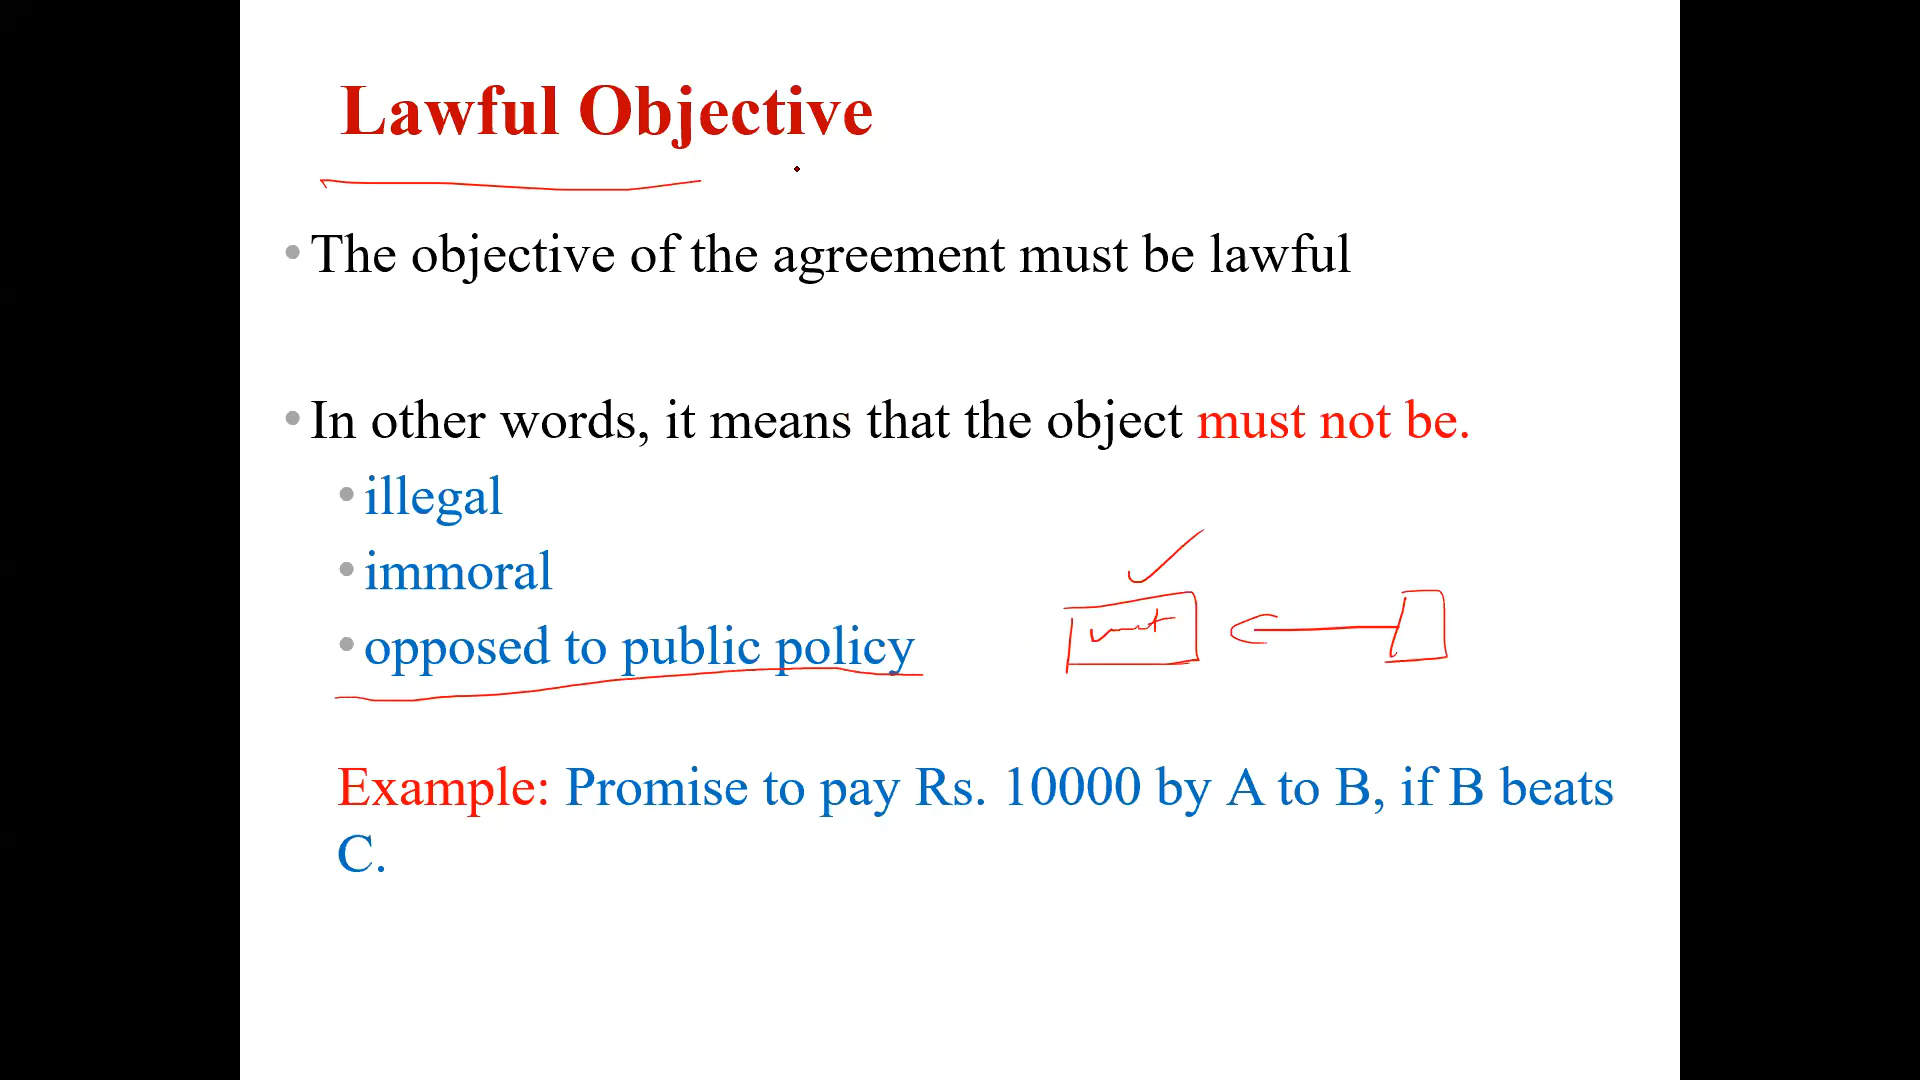 Lawful Objective
• The objective of the agreement must be lawful
• In other words, it means that the object must not be.
• illegal
• immoral
• opposed to public policy
Example: Promise to pay Rs. 10000 by A to B, if B beats
C.